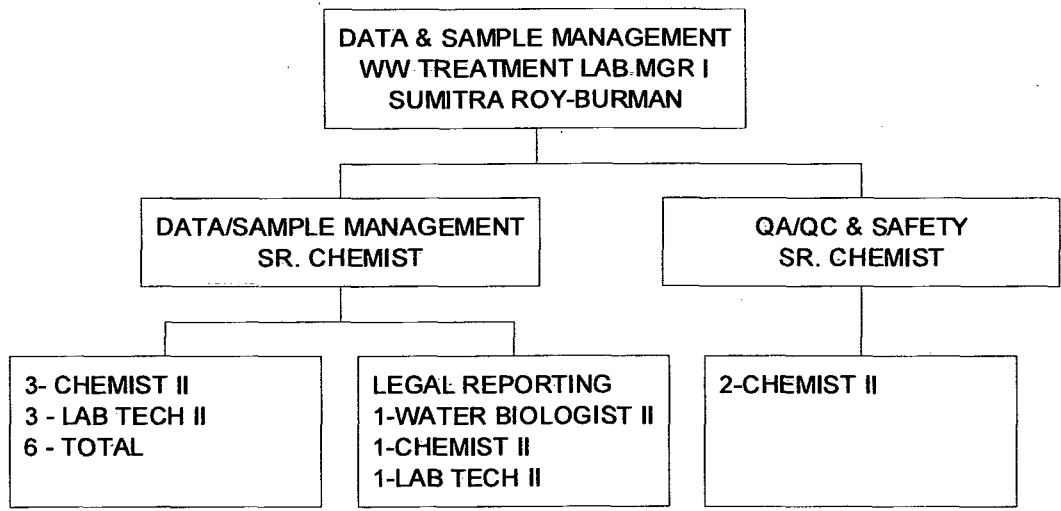 DATA & SAMPLE MANAGEMENT
WW TREATMENT LAB MGR I
SUMITRA ROY-BURMAN
DATA/SAMPLE MANAGEMENT
SR. CHEMIST
QA/QC & SAFETY
SR. CHEMIST
3- CHEMIST II
3 - LAB TECH II
6 - TOTAL
LEGAL REPORTING
1-WATER BIOLOGIST II
1-CHEMIST II
1-LAB TECH II
2-CHEMIST II